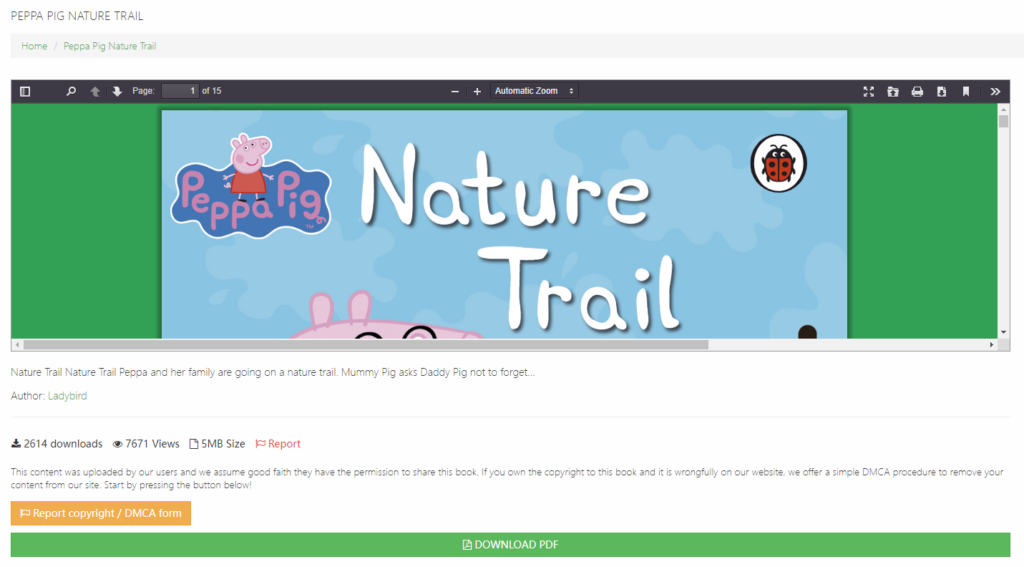 PEPPA PIG NATURE TRAIL
Home / Peppa Pig Nature Trail
Page: 1 of 15
Automatic Zoom
Peppa Pig
TM
Nature
Trail
Nature Trail Nature Trail Peppa and her family are going on a nature trail. Mummy Pig asks Daddy Pig not to forget...
Author: Ladybird
2614 downloads 7671 Views 5MB Size Report
This content was uploaded by our users and we assume good faith they have the permission to share this book. If you own the copyright to this book and it is wrongfully on our website, we offer a simple DMCA procedure to remove your
content from our site. Start by pressing the button below!
Report copyright / DMCA form
DOWNLOAD PDF